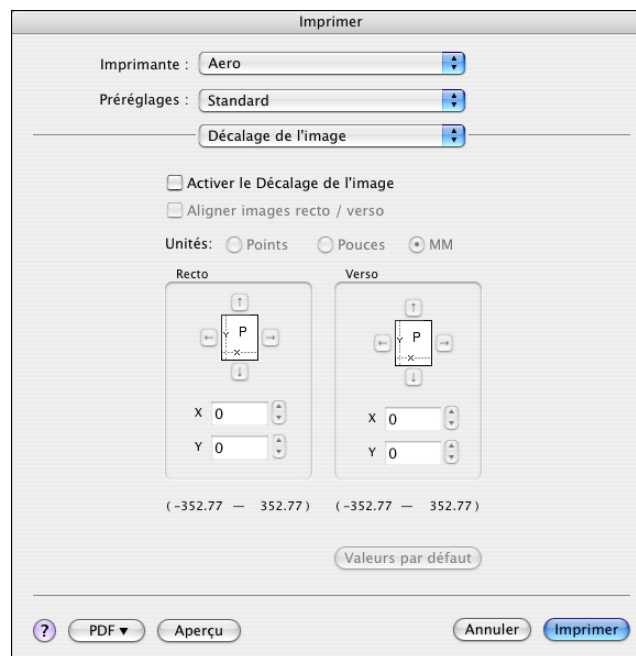 Imprimer
Imprimante : Aero
Préréglages : Standard
Décalage de l'image
Activer le Décalage de l'image
Aligner images recto / verso
Unités: Points Pouces MM
Recto Verso
P P
Y Y
X X
X 0 X 0
Y 0 Y 0
(-352.77 — 352.77) (-352.77 — 352.77)
Valeurs par défaut
? PDF ▼ Aperçu Annuler Imprimer